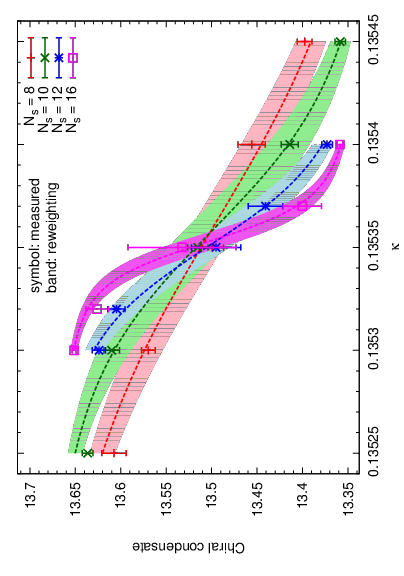 N_s = 8
N_s = 10
N_s = 12
N_s = 16
symbol: measured
band: reweighting
Chiral condensate
13.7
13.65
13.6
13.55
13.5
13.45
13.4
13.35
0.13525
0.1353
0.13535
0.1354
0.13545
κ